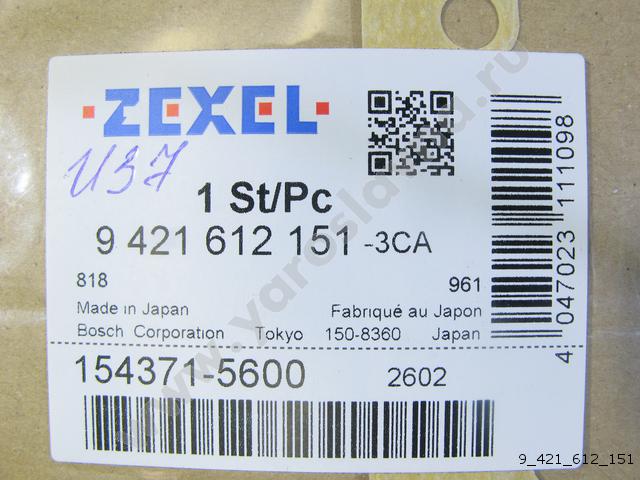 ZEXEL
U37
1 St/Pc
9 421 612 151 -3CA
818 961
Made in Japan Fabriqué au Japon
Bosch Corporation Tokyo 150-8360 Japan
154371-5600 2602
4 047023 111098
9_421_612_151